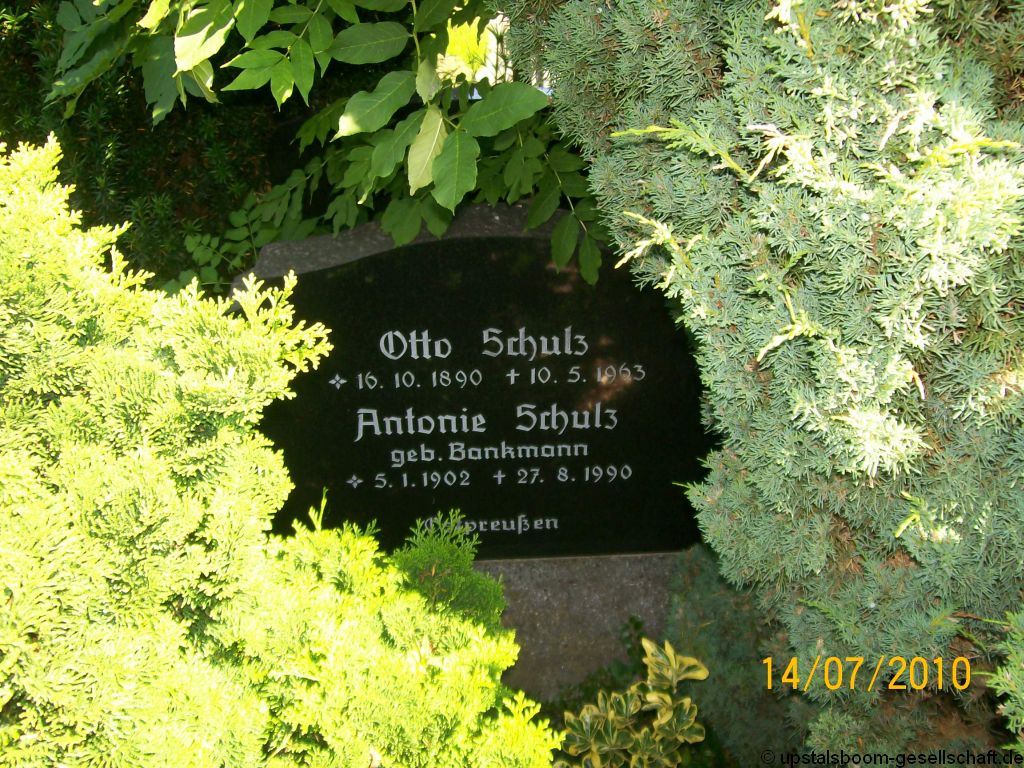 Otto Schulz
✧ 16. 10. 1890 ✝ 10. 5. 1963
Antonie Schulz
geb. Bankmann
✧ 5. 1. 1902 ✝ 27. 8. 1990
Ostpreußen
14/07/2010
© upstalsboom-gesellschaft.de